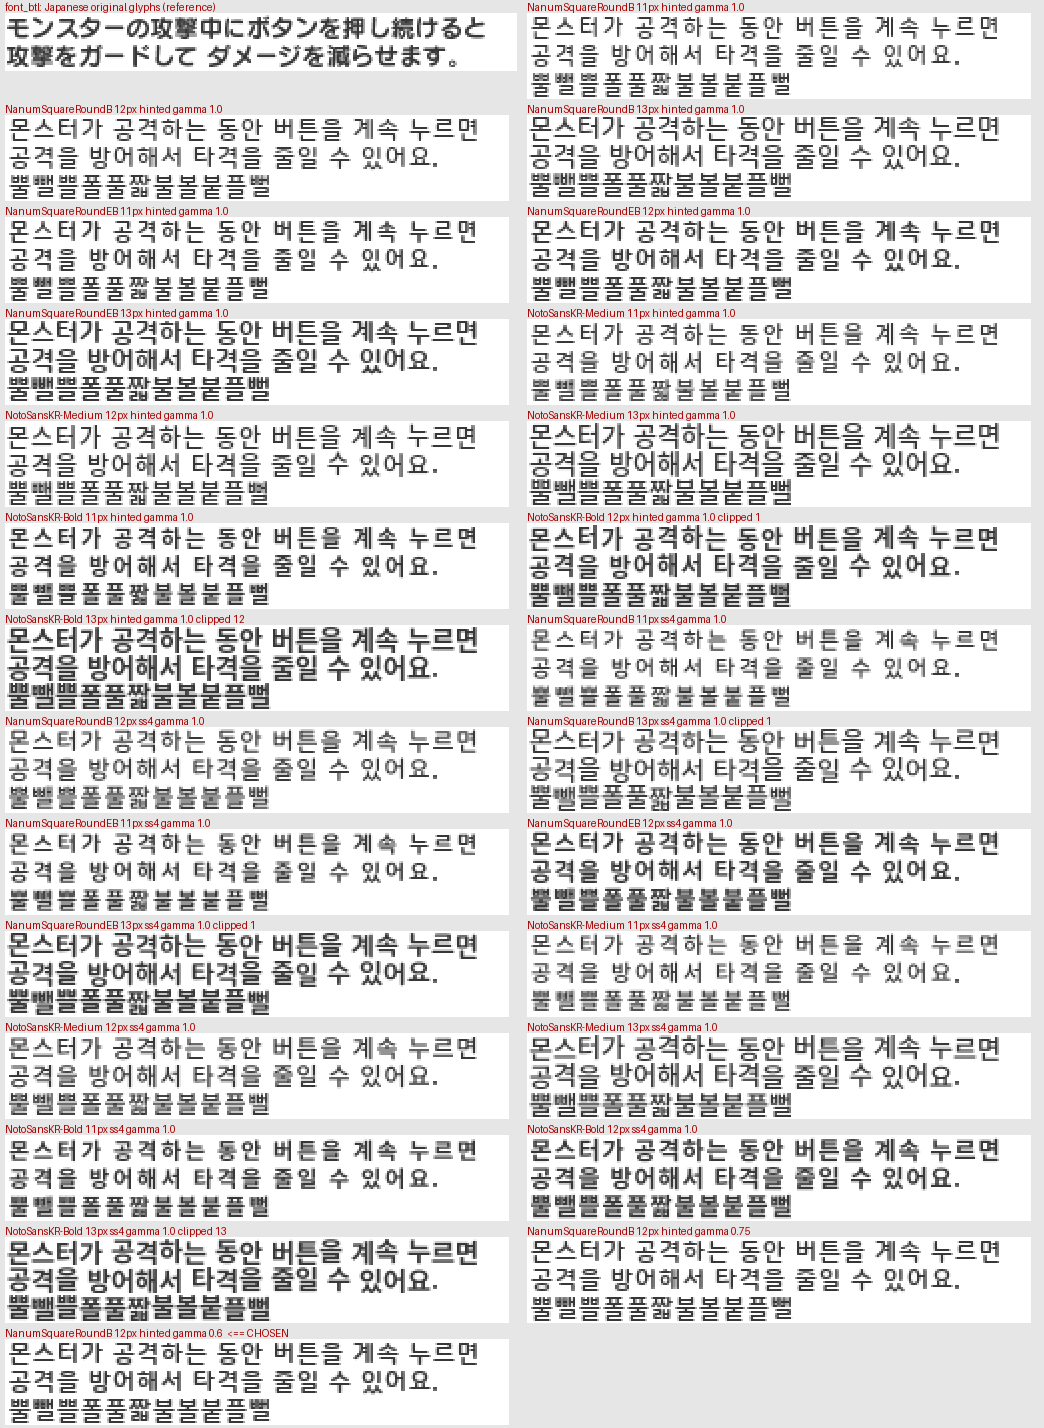 font_btl: Japanese original glyphs (reference)
モンスターの攻撃中にボタンを押し続けると
攻撃をガードして ダメージを減らせます。
NanumSquareRoundB 11px hinted gamma 1.0
몬스터가 공격하는 동안 버튼을 계속 누르면
공격을 방어해서 타격을 줄일 수 있어요.
뿔뺄쁠폴풀짧불볼붙플뻘
NanumSquareRoundB 12px hinted gamma 1.0
몬스터가 공격하는 동안 버튼을 계속 누르면
공격을 방어해서 타격을 줄일 수 있어요.
뿔뺄쁠폴풀짧불볼붙플뻘
NanumSquareRoundB 13px hinted gamma 1.0
몬스터가 공격하는 동안 버튼을 계속 누르면
공격을 방어해서 타격을 줄일 수 있어요.
뿔뺄쁠폴풀짧불볼붙플뻘
NanumSquareRoundEB 11px hinted gamma 1.0
몬스터가 공격하는 동안 버튼을 계속 누르면
공격을 방어해서 타격을 줄일 수 있어요.
뿔뺄쁠폴풀짧불볼붙플뻘
NanumSquareRoundEB 12px hinted gamma 1.0
몬스터가 공격하는 동안 버튼을 계속 누르면
공격을 방어해서 타격을 줄일 수 있어요.
뿔뺄쁠폴풀짧불볼붙플뻘
NanumSquareRoundEB 13px hinted gamma 1.0
몬스터가 공격하는 동안 버튼을 계속 누르면
공격을 방어해서 타격을 줄일 수 있어요.
뿔뺄쁠폴풀짧불볼붙플뻘
NotoSansKR-Medium 11px hinted gamma 1.0
몬스터가 공격하는 동안 버튼을 계속 누르면
공격을 방어해서 타격을 줄일 수 있어요.
뿔뺄쁠폴풀짧불볼붙플뻘
NotoSansKR-Medium 12px hinted gamma 1.0
몬스터가 공격하는 동안 버튼을 계속 누르면
공격을 방어해서 타격을 줄일 수 있어요.
뿔뺄쁠폴풀짧불볼붙플뻘
NotoSansKR-Medium 13px hinted gamma 1.0
몬스터가 공격하는 동안 버튼을 계속 누르면
공격을 방어해서 타격을 줄일 수 있어요.
뿔뺄쁠폴풀짧불볼붙플뻘
NotoSansKR-Bold 11px hinted gamma 1.0
몬스터가 공격하는 동안 버튼을 계속 누르면
공격을 방어해서 타격을 줄일 수 있어요.
뿔뺄쁠폴풀짧불볼붙플뻘
NotoSansKR-Bold 12px hinted gamma 1.0 clipped 1
몬스터가 공격하는 동안 버튼을 계속 누르면
공격을 방어해서 타격을 줄일 수 있어요.
뿔뺄쁠폴풀짧불볼붙플뻘
NotoSansKR-Bold 13px hinted gamma 1.0 clipped 12
몬스터가 공격하는 동안 버튼을 계속 누르면
공격을 방어해서 타격을 줄일 수 있어요.
뿔뺄쁠폴풀짧불볼붙플뻘
NanumSquareRoundB 11px ss4 gamma 1.0
몬스터가 공격하는 동안 버튼을 계속 누르면
공격을 방어해서 타격을 줄일 수 있어요.
뿔뺄쁠폴풀짧불볼붙플뻘
NanumSquareRoundB 12px ss4 gamma 1.0
몬스터가 공격하는 동안 버튼을 계속 누르면
공격을 방어해서 타격을 줄일 수 있어요.
뿔뺄쁠폴풀짧불볼붙플뻘
NanumSquareRoundB 13px ss4 gamma 1.0 clipped 1
몬스터가 공격하는 동안 버튼을 계속 누르면
공격을 방어해서 타격을 줄일 수 있어요.
뿔뺄쁠폴풀짧불볼붙플뻘
NanumSquareRoundEB 11px ss4 gamma 1.0
몬스터가 공격하는 동안 버튼을 계속 누르면
공격을 방어해서 타격을 줄일 수 있어요.
뿔뺄쁠폴풀짧불볼붙플뻘
NanumSquareRoundEB 12px ss4 gamma 1.0
몬스터가 공격하는 동안 버튼을 계속 누르면
공격을 방어해서 타격을 줄일 수 있어요.
뿔뺄쁠폴풀짧불볼붙플뻘
NanumSquareRoundEB 13px ss4 gamma 1.0 clipped 1
몬스터가 공격하는 동안 버튼을 계속 누르면
공격을 방어해서 타격을 줄일 수 있어요.
뿔뺄쁠폴풀짧불볼붙플뻘
NotoSansKR-Medium 11px ss4 gamma 1.0
몬스터가 공격하는 동안 버튼을 계속 누르면
공격을 방어해서 타격을 줄일 수 있어요.
뿔뺄쁠폴풀짧불볼붙플뻘
NotoSansKR-Medium 12px ss4 gamma 1.0
몬스터가 공격하는 동안 버튼을 계속 누르면
공격을 방어해서 타격을 줄일 수 있어요.
뿔뺄쁠폴풀짧불볼붙플뻘
NotoSansKR-Medium 13px ss4 gamma 1.0
몬스터가 공격하는 동안 버튼을 계속 누르면
공격을 방어해서 타격을 줄일 수 있어요.
뿔뺄쁠폴풀짧불볼붙플뻘
NotoSansKR-Bold 11px ss4 gamma 1.0
몬스터가 공격하는 동안 버튼을 계속 누르면
공격을 방어해서 타격을 줄일 수 있어요.
뿔뺄쁠폴풀짧불볼붙플뻘
NotoSansKR-Bold 12px ss4 gamma 1.0
몬스터가 공격하는 동안 버튼을 계속 누르면
공격을 방어해서 타격을 줄일 수 있어요.
뿔뺄쁠폴풀짧불볼붙플뻘
NotoSansKR-Bold 13px ss4 gamma 1.0 clipped 13
몬스터가 공격하는 동안 버튼을 계속 누르면
공격을 방어해서 타격을 줄일 수 있어요.
뿔뺄쁠폴풀짧불볼붙플뻘
NanumSquareRoundB 12px hinted gamma 0.75
몬스터가 공격하는 동안 버튼을 계속 누르면
공격을 방어해서 타격을 줄일 수 있어요.
뿔뺄쁠폴풀짧불볼붙플뻘
NanumSquareRoundB 12px hinted gamma 0.6 <== CHOSEN
몬스터가 공격하는 동안 버튼을 계속 누르면
공격을 방어해서 타격을 줄일 수 있어요.
뿔뺄쁠폴풀짧불볼붙플뻘